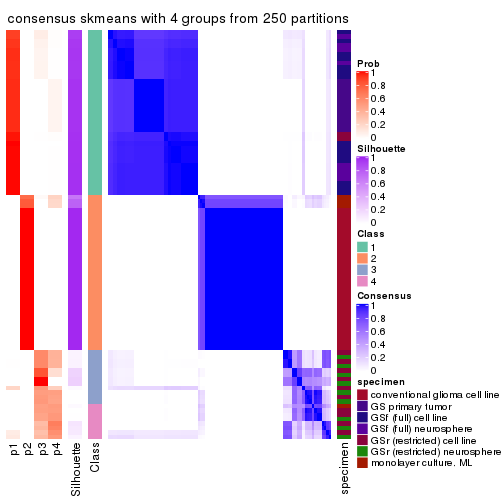 consensus skmeans with 4 groups from 250 partitions
Prob
1
0.8
0.6
0.4
0.2
0
Silhouette
1
0.8
0.6
0.4
0.2
0
Class
1
2
3
4
Consensus
1
0.8
0.6
0.4
0.2
0
specimen
conventional glioma cell line
GS primary tumor
GSf (full) cell line
GSf (full) neurosphere
GSr (restricted) cell line
GSr (restricted) neurosphere
monolayer culture. ML
p1
p2
p3
p4
Silhouette
Class
specimen